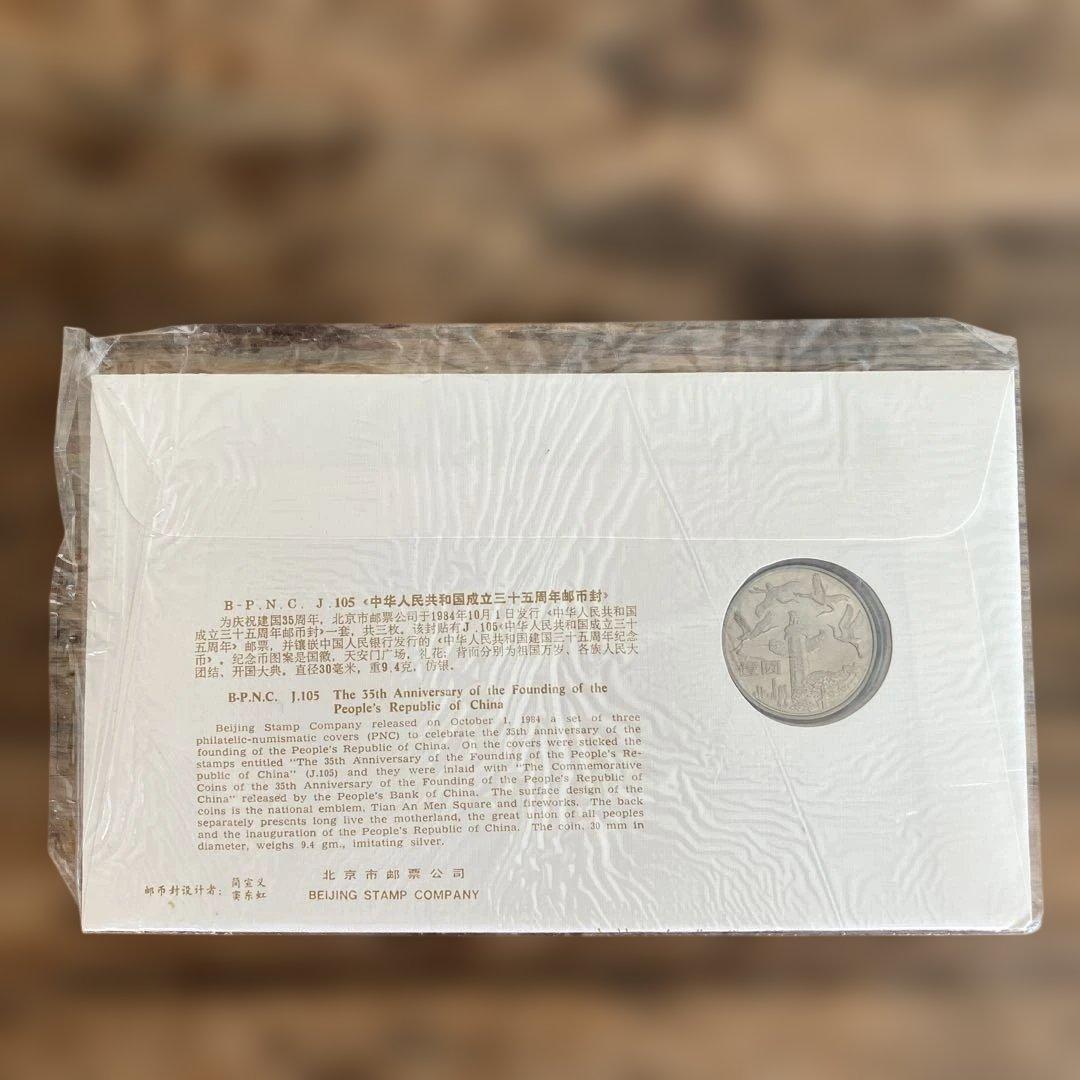 B-P.N.C. J.105《中华人民共和国成立三十五周年邮币封》
为庆祝建国35周年，北京市邮票公司于1984年10月1日发行《中华人民共和国
成立三十五周年邮币封》一套，共三枚。该封贴有J.105《中华人民共和国成立三十
五周年》邮票，并镶嵌中国人民银行发行的《中华人民共和国建国三十五周年纪念
币》。纪念币图案是国徽，天安门广场，礼花；背面分别为祖国万岁、各族人民大
团结、开国大典。直径30毫米，重9.4克，仿银。
B-P.N.C. J.105 The 35th Anniversary of the Founding of the
People's Republic of China
Beijing Stamp Company released on October 1, 1984 a set of three
philatelic-numismatic covers (PNC) to celebrate the 35th anniversary of the
founding of the People's Republic of China. On the covers were sticked the
stamps entitled "The 35th Anniversary of the Founding of the People's Re-
public of China" (J.105) and they were inlaid with "The Commemorative
Coins of the 35th Anniversary of the Founding of the People's Republic of
China" released by the People's Bank of China. The surface design of the
coins is the national emblem, Tian An Men Square and fireworks. The back
separately presents long live the motherland, the great union of all peoples
and the inauguration of the People's Republic of China. The coin, 30 mm in
diameter, weighs 9.4 gm., imitating silver.
壹圆
邮币封设计者：简宜义
窦东虹
北京市邮票公司
BEIJING STAMP COMPANY